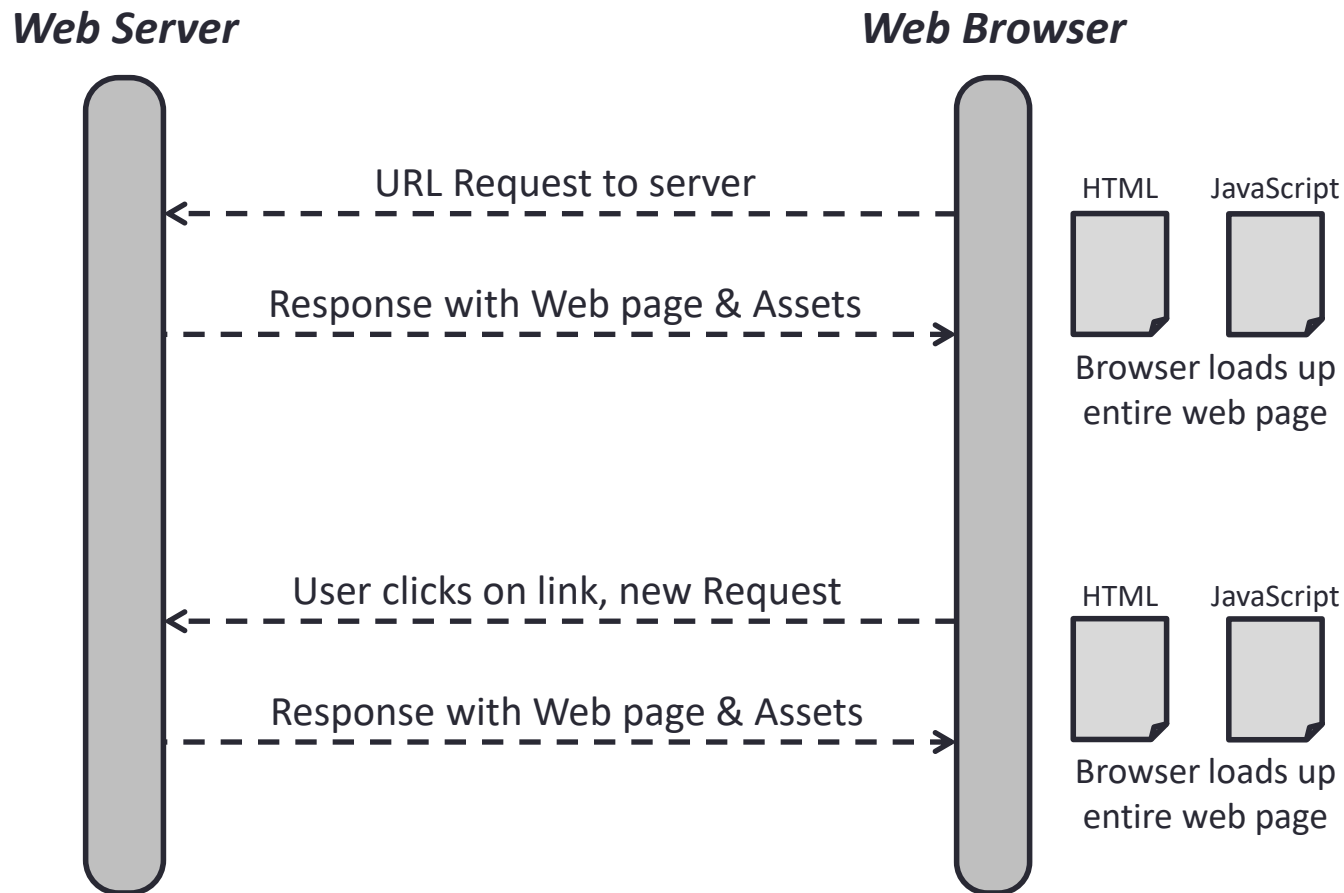 Web Server
Web Browser
URL Request to server
HTML
JavaScript
Response with Web page & Assets
Browser loads up
entire web page
User clicks on link, new Request
HTML
JavaScript
Response with Web page & Assets
Browser loads up
entire web page